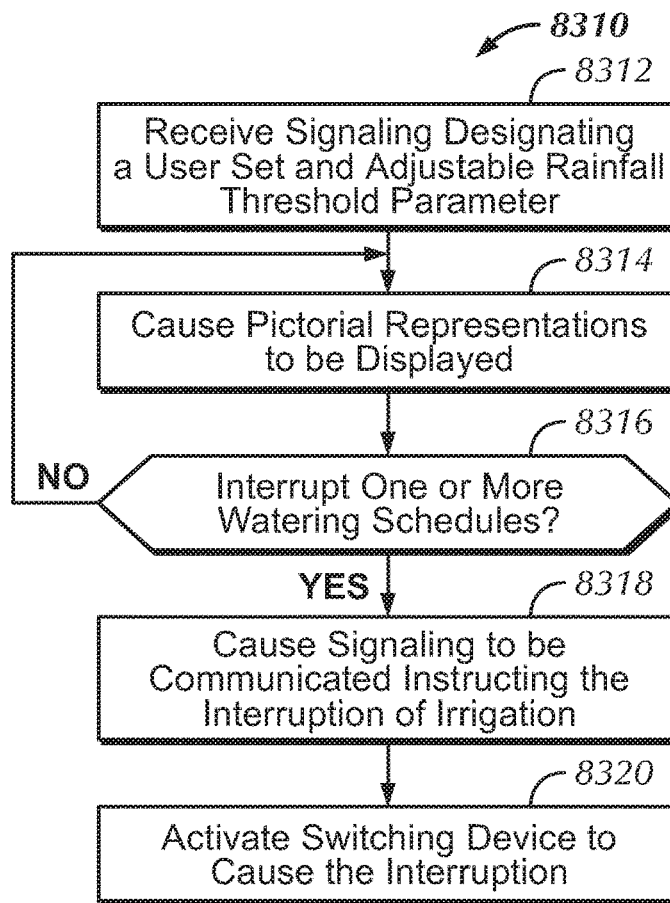 8310
8312
Receive Signaling Designating
a User Set and Adjustable Rainfall
Threshold Parameter
8314
Cause Pictorial Representations
to be Displayed
8316
NO
Interrupt One or More
Watering Schedules?
YES
8318
Cause Signaling to be
Communicated Instructing the
Interruption of Irrigation
8320
Activate Switching Device to
Cause the Interruption